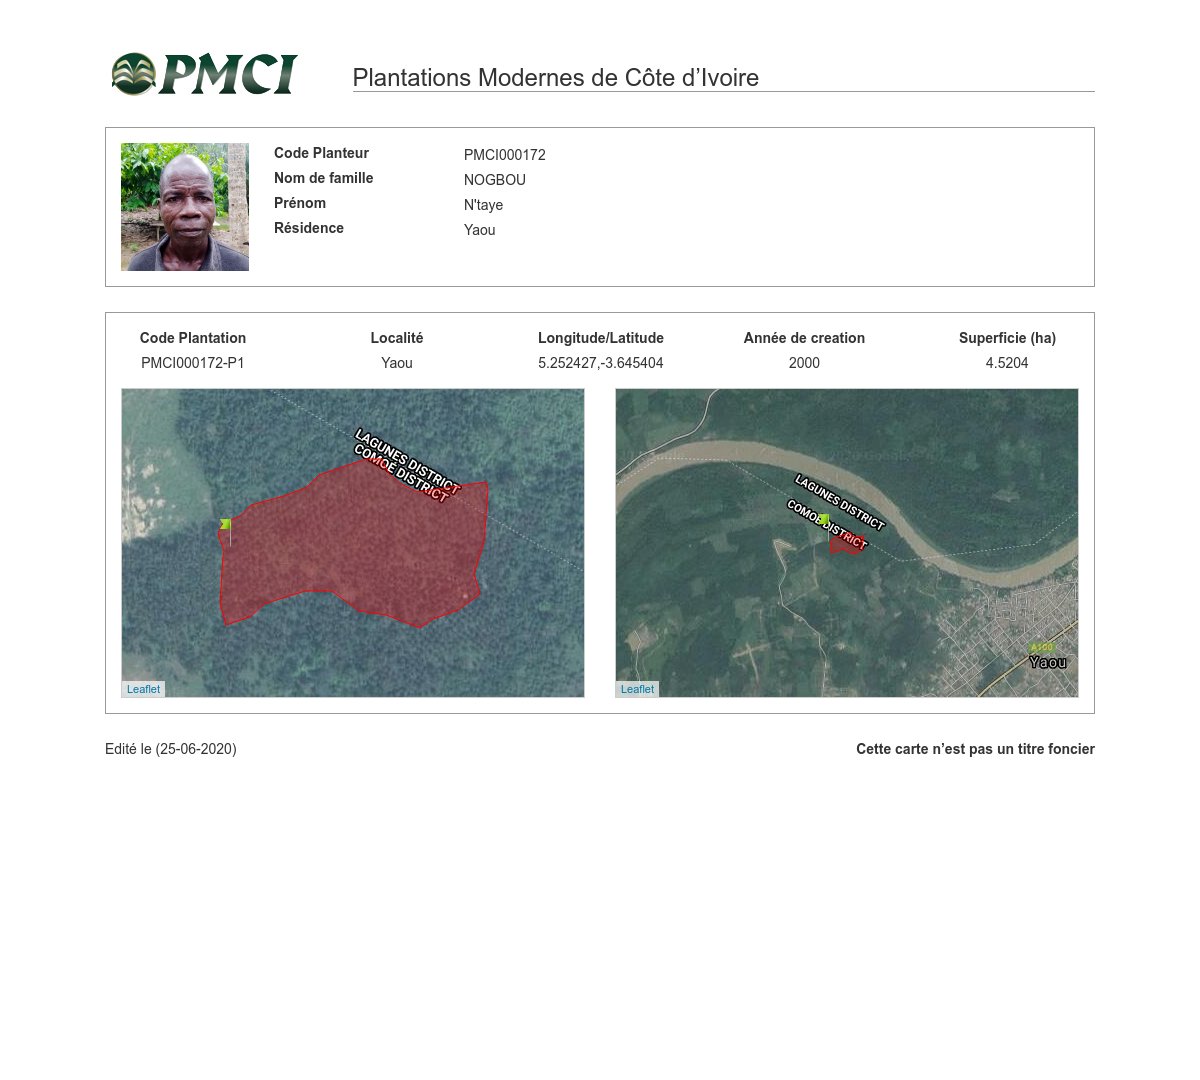 PMCI
Plantations Modernes de Côte d’Ivoire
Code Planteur PMCI000172
Nom de famille NOGBOU
Prénom N'taye
Résidence Yaou
Code Plantation Localité Longitude/Latitude Année de creation Superficie (ha)
PMCI000172-P1 Yaou 5.252427,-3.645404 2000 4.5204
LAGUNES DISTRICT
COMOÉ DISTRICT
Leaflet
LAGUNES DISTRICT
COMOÉ DISTRICT
A100
Yaou
Leaflet
Edité le (25-06-2020) Cette carte n’est pas un titre foncier